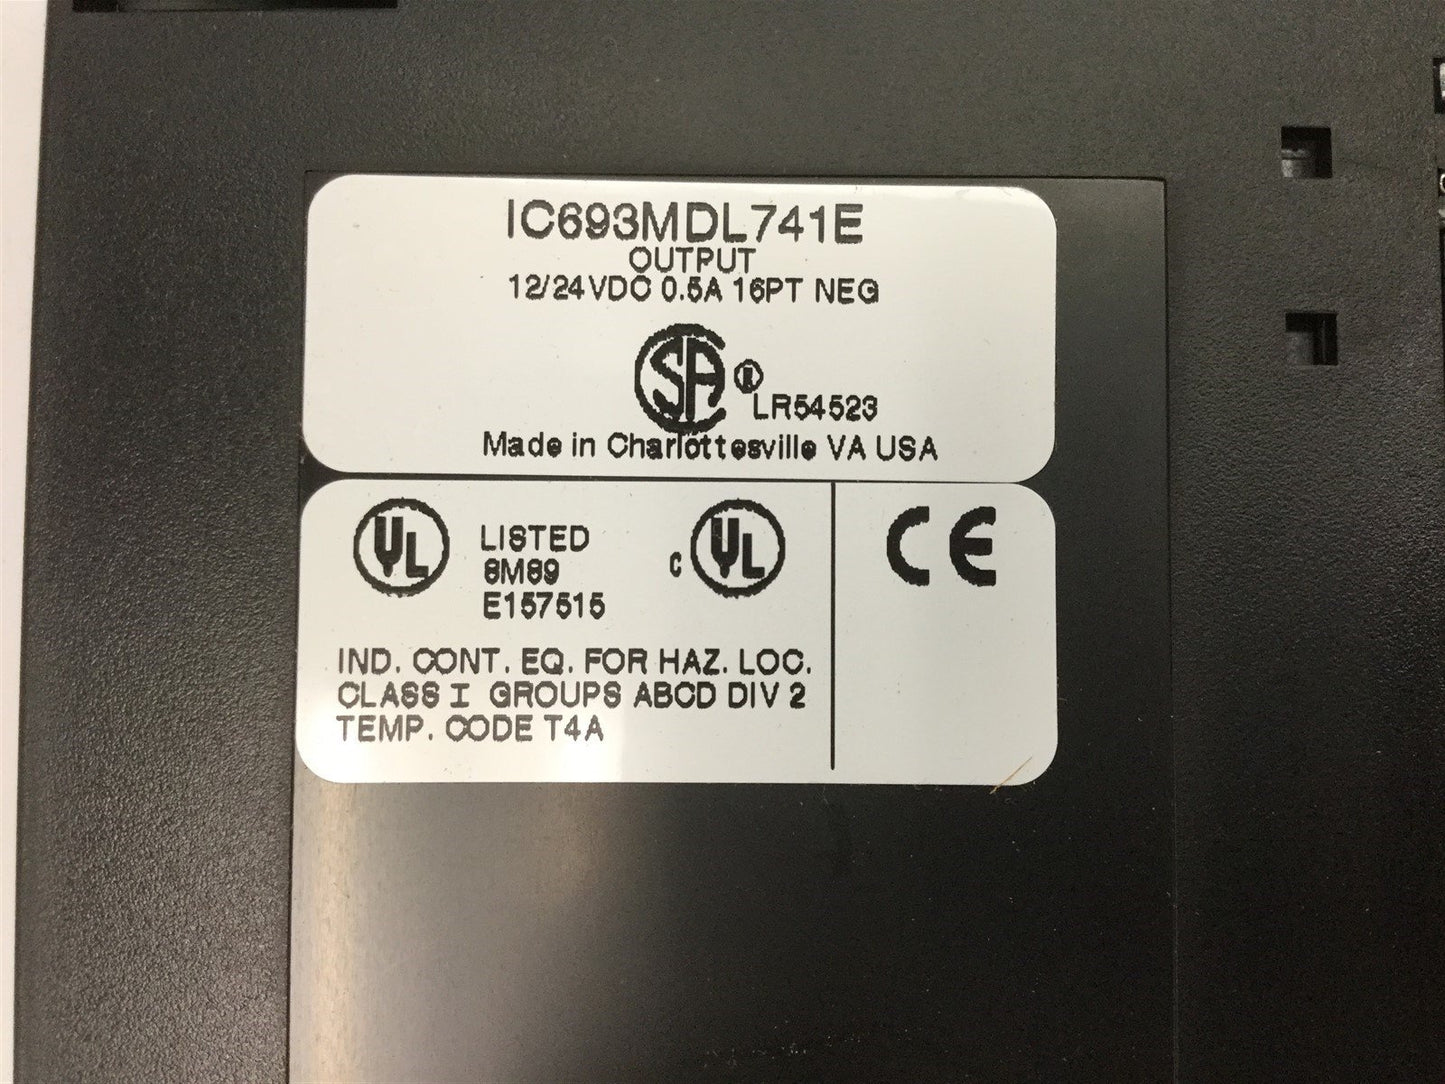 IC693MDL741E
OUTPUT
12/24VDC 0.5A 16PT NEG
SA ®
LR54523
Made in Charlottesville VA USA
UL
LISTED
8M89
E157515
C UL
CE
IND. CONT. EQ. FOR HAZ. LOC.
CLASS I GROUPS ABCD DIV 2
TEMP. CODE T4A